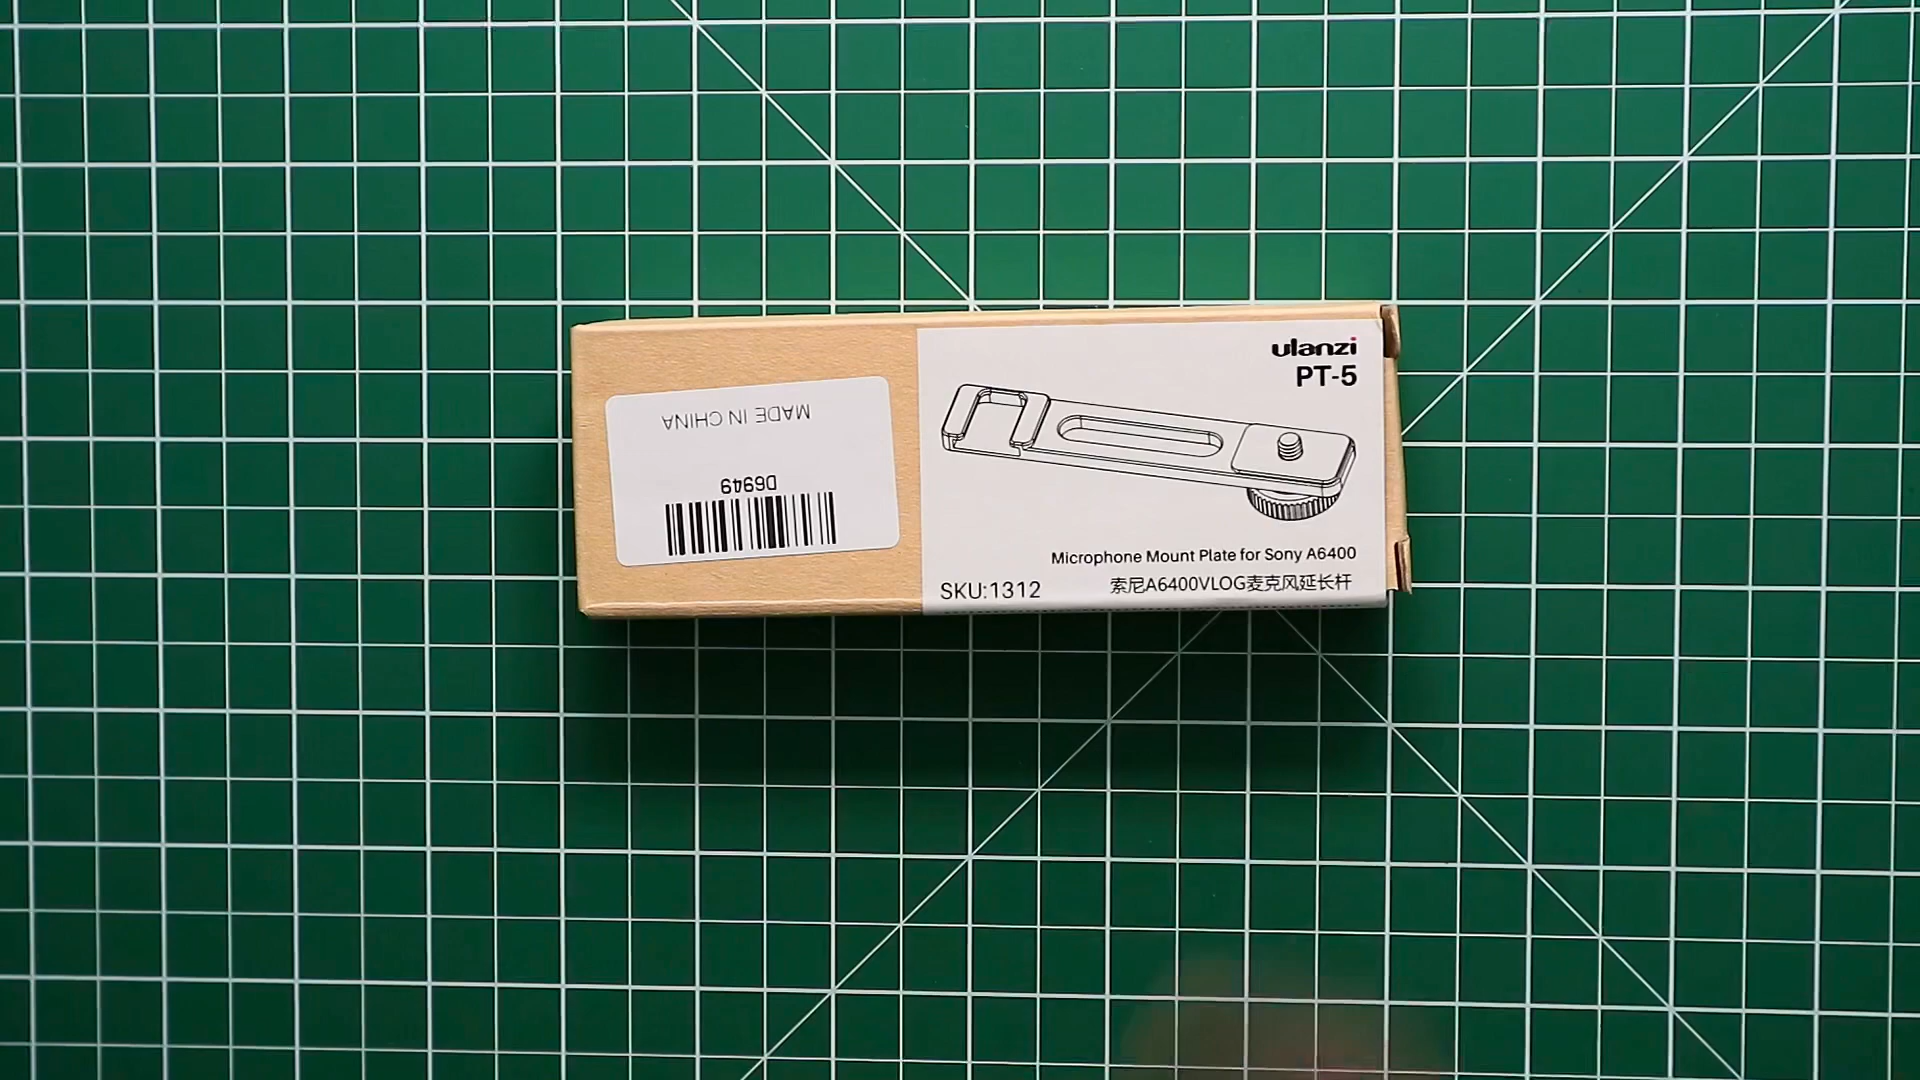 MADE IN CHINA
D6949
ulanzi
PT-5
Microphone Mount Plate for Sony A6400
SKU:1312
索尼A6400VLOG麦克风延长杆